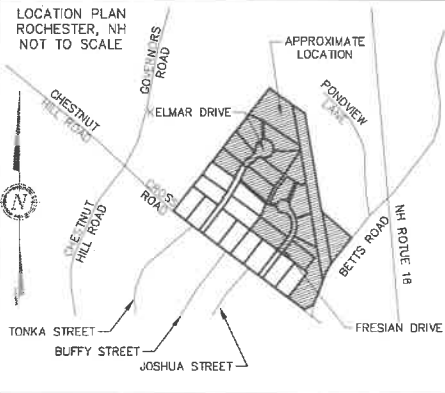 LOCATION PLAN
ROCHESTER, NH
NOT TO SCALE
GOVERNORS
ROAD
APPROXIMATE
LOCATION
CHESTNUT
HILL ROAD
KELMAR DRIVE
PONDVIEW
LANE
N
CROSS
ROAD
CHESTNUT
HILL ROAD
BETTS ROAD
NH ROTUE 16
TONKA STREET
FRESIAN DRIVE
BUFFY STREET
JOSHUA STREET